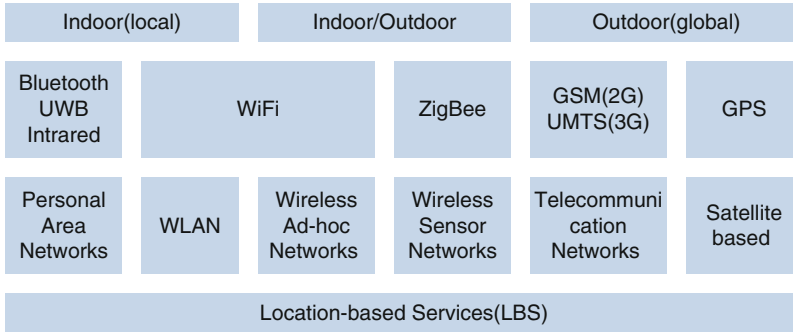 Indoor(local)
Indoor/Outdoor
Outdoor(global)
Bluetooth
UWB
Intrared
WiFi
ZigBee
GSM(2G)
UMTS(3G)
GPS
Personal
Area
Networks
WLAN
Wireless
Ad-hoc
Networks
Wireless
Sensor
Networks
Telecommuni
cation
Networks
Satellite
based
Location-based Services(LBS)